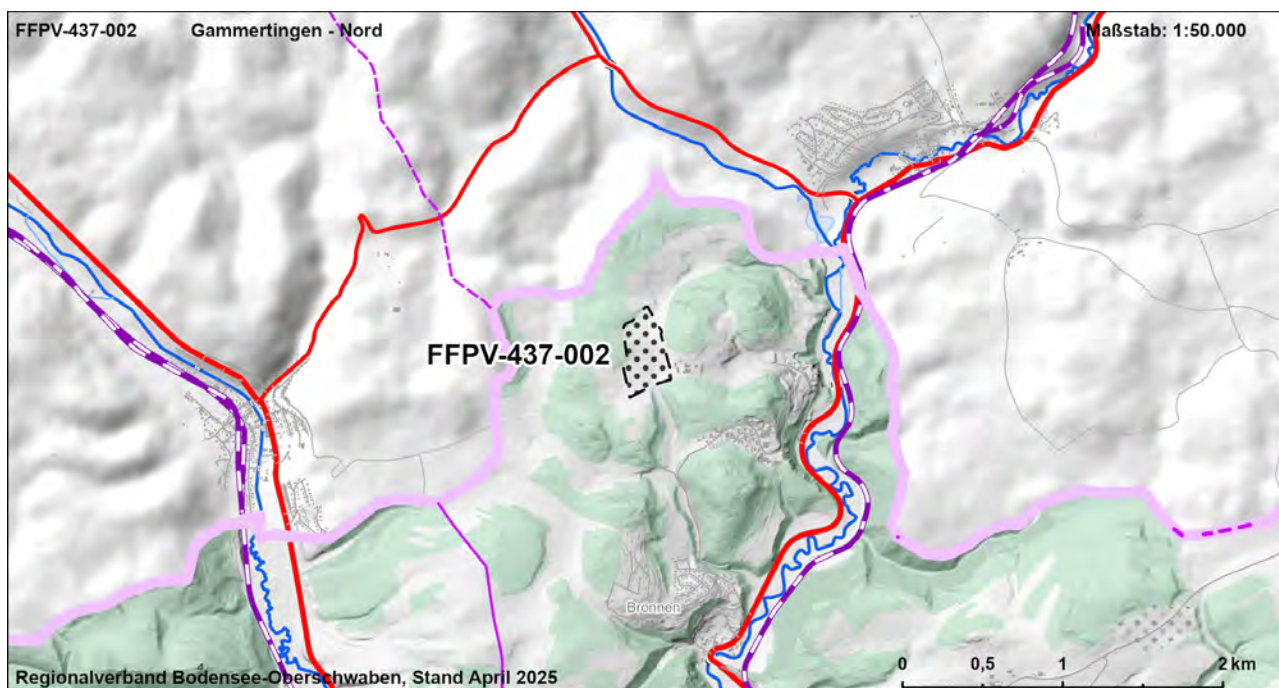 FFPV-437-002 Gammertingen - Nord Maßstab: 1:50.000
FFPV-437-002
Bronnen
Regionalverband Bodensee-Oberschwaben, Stand April 2025 0 0,5 1 2 km